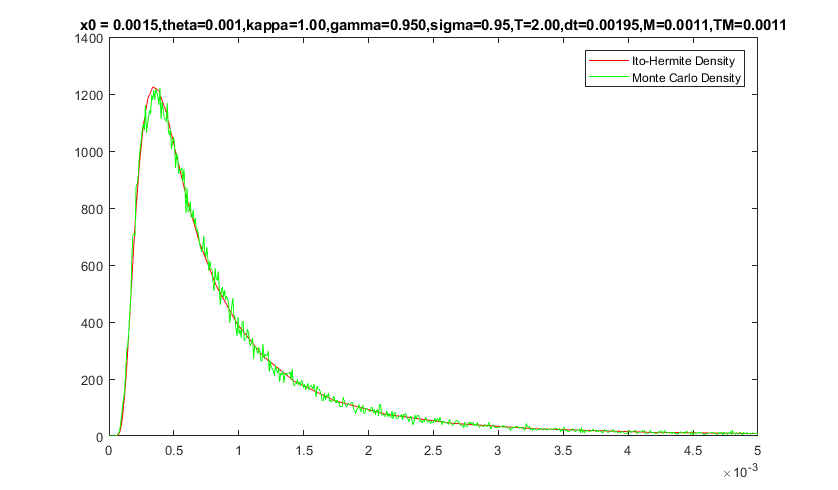 x0 = 0.0015,theta=0.001,kappa=1.00,gamma=0.950,sigma=0.95,T=2.00,dt=0.00195,M=0.0011,TM=0.0011
1400
1200
1000
800
600
400
200
0
Ito-Hermite Density
Monte Carlo Density
0 0.5 1 1.5 2 2.5 3 3.5 4 4.5 5
×10-3